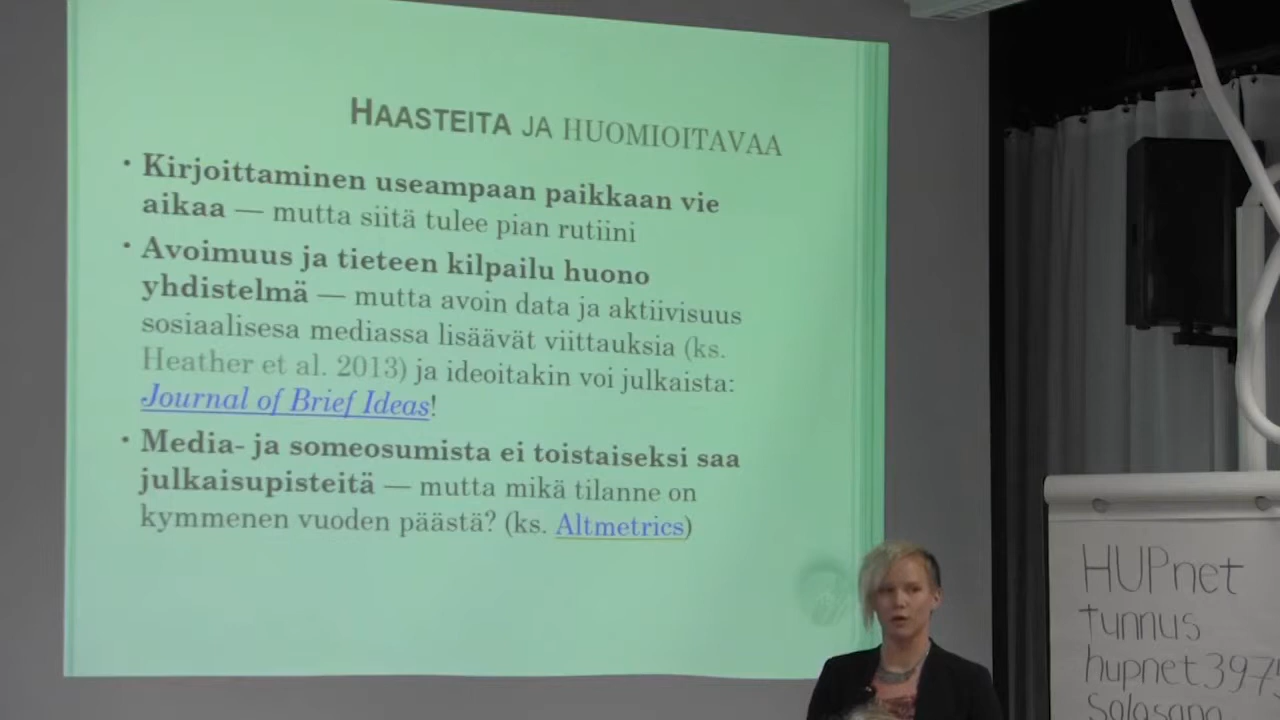 HAASTEITA JA HUOMIOITAVAA
• Kirjoittaminen useampaan paikkaan vie
aikaa — mutta siitä tulee pian rutiini
• Avoimuus ja tieteen kilpailu huono
yhdistelmä — mutta avoin data ja aktiivisuus
sosiaalisesa mediassa lisäävät viittauksia (ks.
Heather et al. 2013) ja ideoitakin voi julkaista:
Journal of Brief Ideas!
• Media- ja someosumista ei toistaiseksi saa
julkaisupisteitä — mutta mikä tilanne on
kymmenen vuoden päästä? (ks. Altmetrics)
HUPnet
tunnus
hupnet3975
Salasana